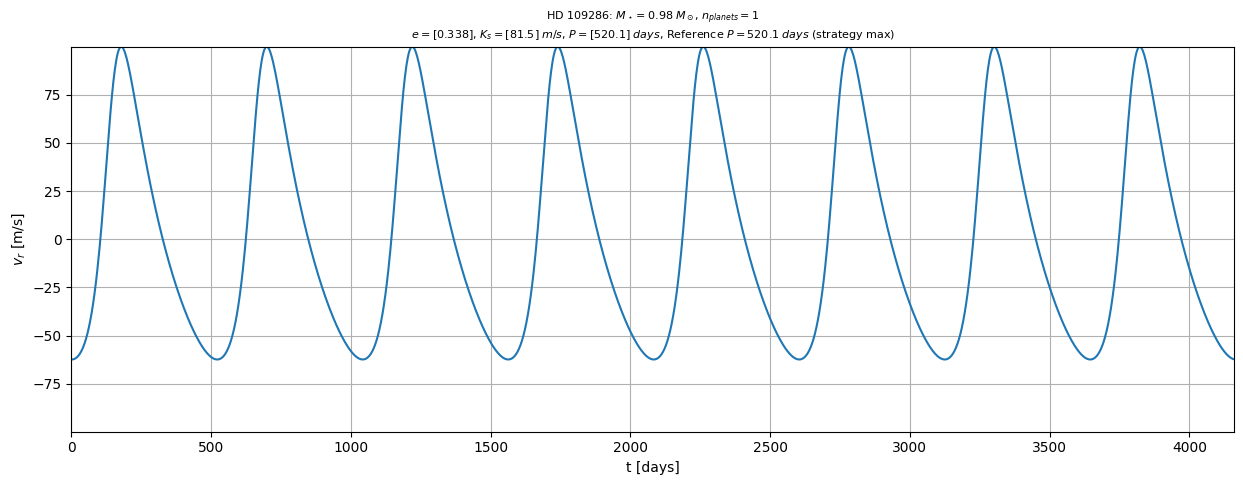 HD 109286: $M_\star = 0.98\ M_\odot$, $n_{planets} = 1$
$e = [0.338]$, $K_s = [81.5]\ m/s$, $P = [520.1]\ days$, Reference $P = 520.1\ days$ (strategy max)
$v_r$ [m/s]
75
50
25
0
−25
−50
−75
0 500 1000 1500 2000 2500 3000 3500 4000
t [days]